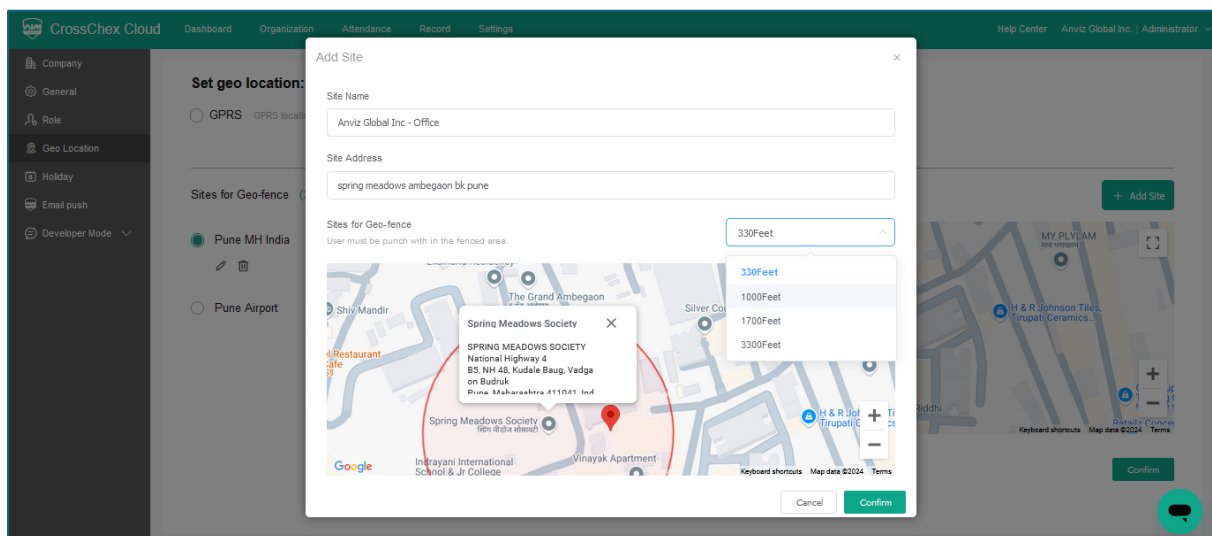 CrossChex Cloud
Dashboard
Organization
Attendance
Record
Settings
Help Center
Anviz Global Inc. | Administrator
Company
General
Role
Geo Location
Holiday
Email push
Developer Mode
Set geo location:
GPRS
GPRS
Sites for Geo-fence
Pune MH India
Pune Airport
+ Add Site
Add Site
Site Name
Anviz Global Inc - Office
Site Address
spring meadows ambegaon bk pune
Sites for Geo-fence
User must be punch with in the fenced area.
330Feet
330Feet
1000Feet
1700Feet
3300Feet
The Grand Ambegaon
Shiv Mandir
Silver
Restaurant
Spring Meadows Society
SPRING MEADOWS SOCIETY
National Highway 4
B5, NH 48, Kudale Baug, Vadga
on Budruk
Pune, Maharashtra 411041, Ind
Spring Meadows Society
H & R
Tirupati
Indrayani International
School & Jr College
Vinayak Apartment
Google
Keyboard shortcuts
Map data ©2024
Terms
Cancel
Confirm
MY PLYLAM
H & R Johnson Tiles,
Tirupati Ceramics...
Riddhi
Keyboard shortcuts
Map data ©2024
Terms
Confirm